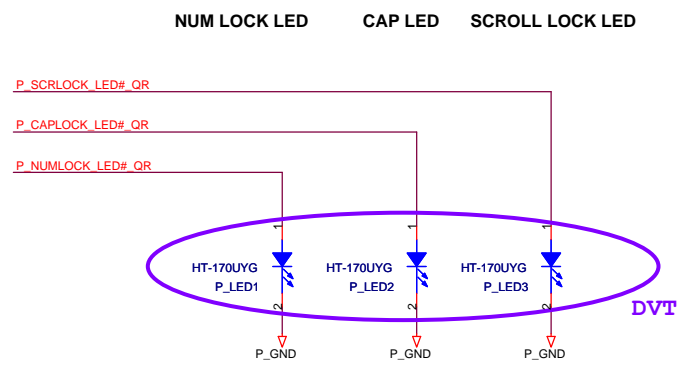 NUM LOCK LED CAP LED SCROLL LOCK LED
P_SCRLOCK_LED#_QR
P_CAPLOCK_LED#_QR
P_NUMLOCK_LED#_QR
1 1 1
HT-170UYG HT-170UYG HT-170UYG
P_LED1 P_LED2 P_LED3
2 2 2
DVT
P_GND P_GND P_GND